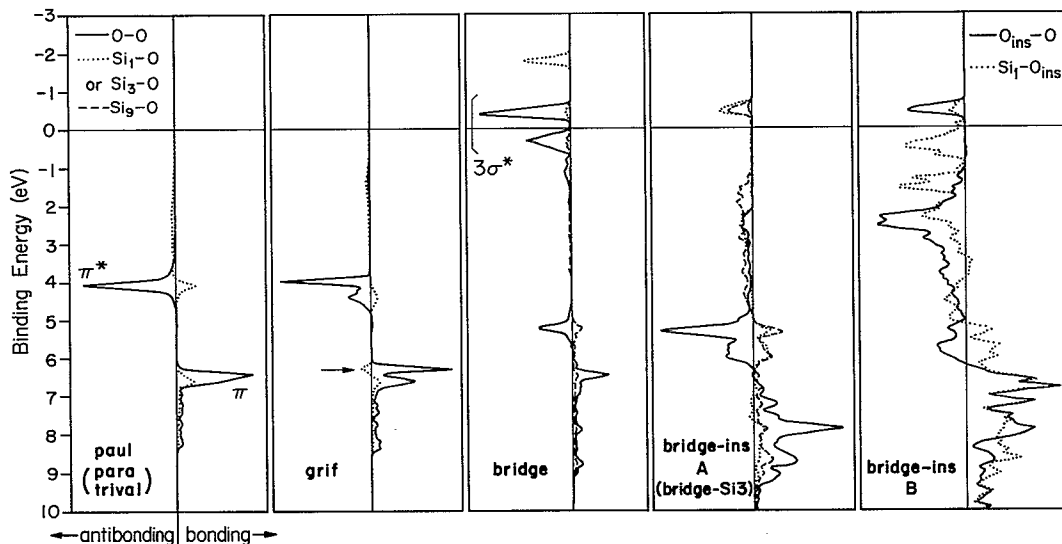 Binding Energy (eV)
-3
-2
-1
0
1
2
3
4
5
6
7
8
9
10
O-O
Si₁-O
or Si₃-O
Si₉-O
π*
π
paul
(para
trival)
←antibonding | bonding→
grif
3σ*
bridge
bridge-ins
A
(bridge-Si3)
Oᵢₙₛ-O
Si₁-Oᵢₙₛ
bridge-ins
B